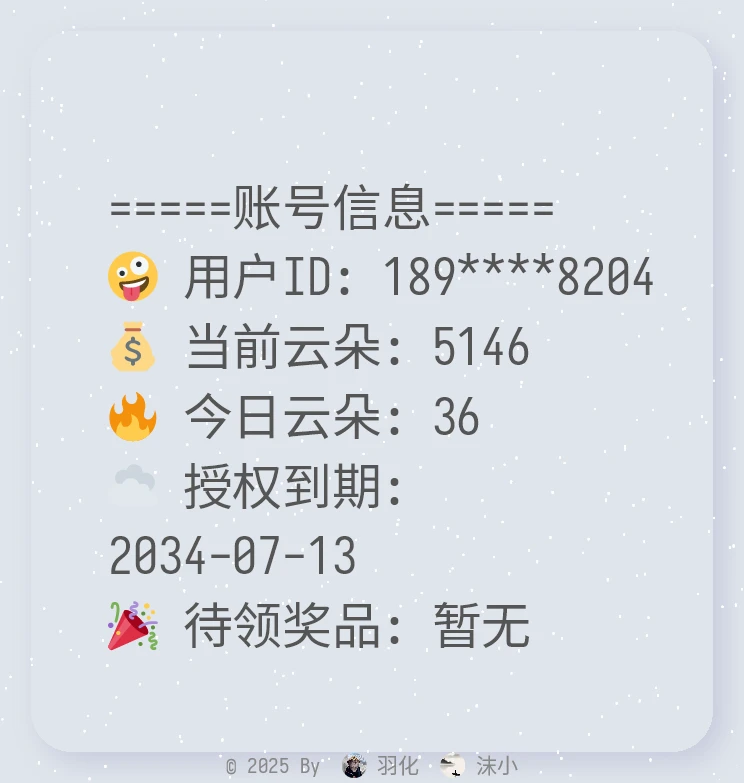 =====账号信息=====
🤪 用户ID: 189****8204
💰 当前云朵: 5146
🔥 今日云朵: 36
☁️ 授权到期:
2034-07-13
🎉 待领奖品: 暂无
© 2025 By 羽化 沫小